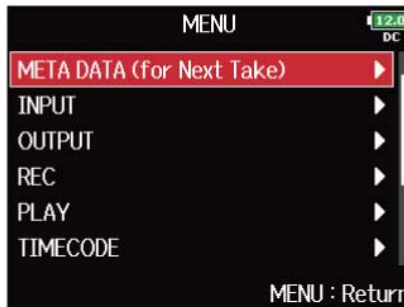 MENU
12.0
DC
META DATA (for Next Take)
INPUT
OUTPUT
REC
PLAY
TIMECODE
MENU : Return